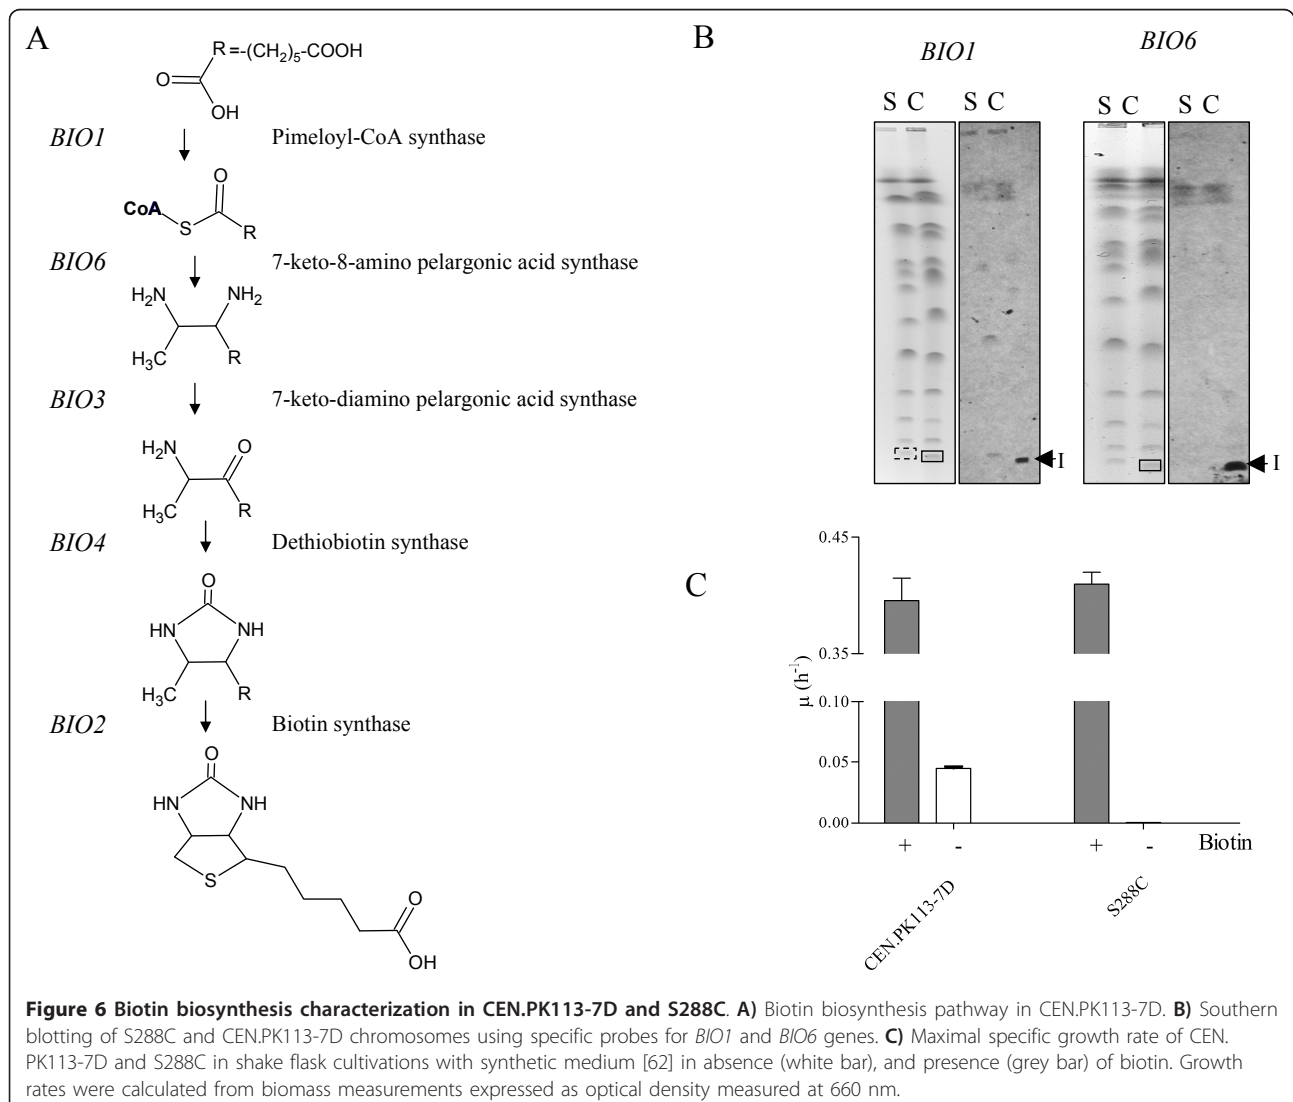 A
R=-(CH2)5-COOH
O
OH
BIO1 Pimeloyl-CoA synthase
O
CoA
S
R
BIO6 7-keto-8-amino pelargonic acid synthase
H2N NH2
H3C R
BIO3 7-keto-diamino pelargonic acid synthase
H2N O
H3C R
BIO4 Dethiobiotin synthase
O
HN NH
H3C R
BIO2 Biotin synthase
O
HN NH
S
O
OH
B
BIO1 BIO6
S C S C S C S C
I I
C
0.45
0.35
μ (h-1)
0.10
0.05
0.00
+ - + - Biotin
CEN.PK113-7D
S288C
Figure 6 Biotin biosynthesis characterization in CEN.PK113-7D and S288C. A) Biotin biosynthesis pathway in CEN.PK113-7D. B) Southern
blotting of S288C and CEN.PK113-7D chromosomes using specific probes for BIO1 and BIO6 genes. C) Maximal specific growth rate of CEN.
PK113-7D and S288C in shake flask cultivations with synthetic medium [62] in absence (white bar), and presence (grey bar) of biotin. Growth
rates were calculated from biomass measurements expressed as optical density measured at 660 nm.